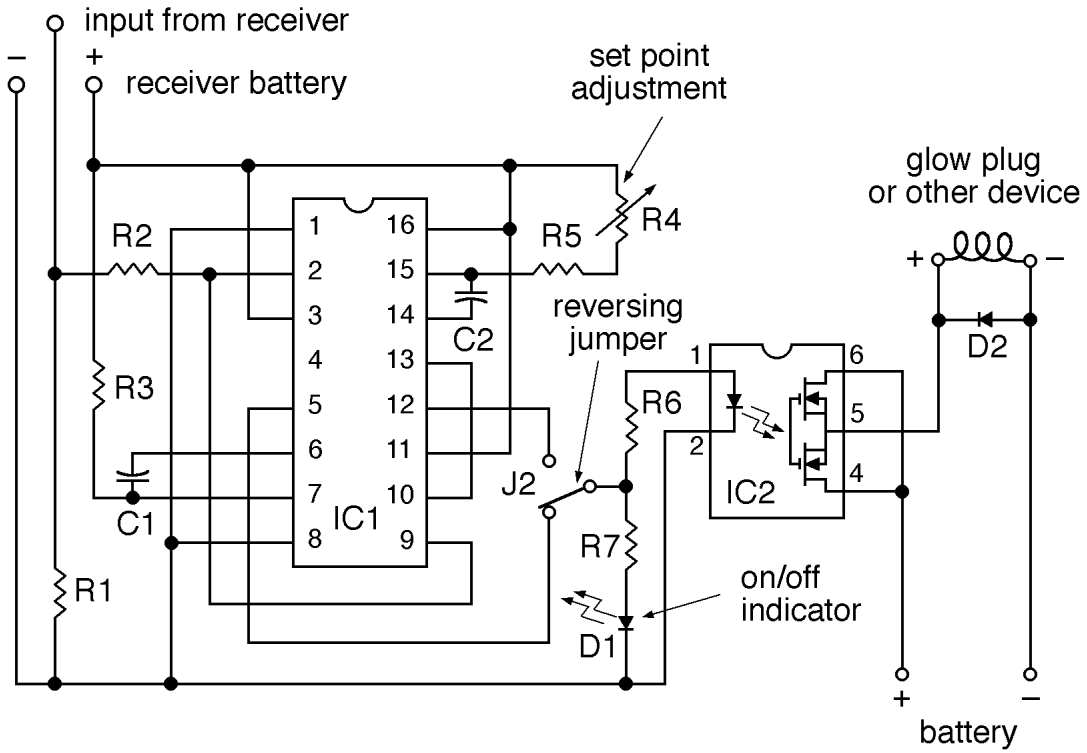 input from receiver
−
+
receiver battery
set point
adjustment
glow plug
or other device
R2
1
16
R5
R4
2
15
+
−
reversing
jumper
3
14
C2
D2
4
13
1
6
R3
5
12
R6
5
6
11
2
J2
4
7
10
IC2
C1
IC1
8
9
R7
R1
on/off
indicator
D1
+
−
battery